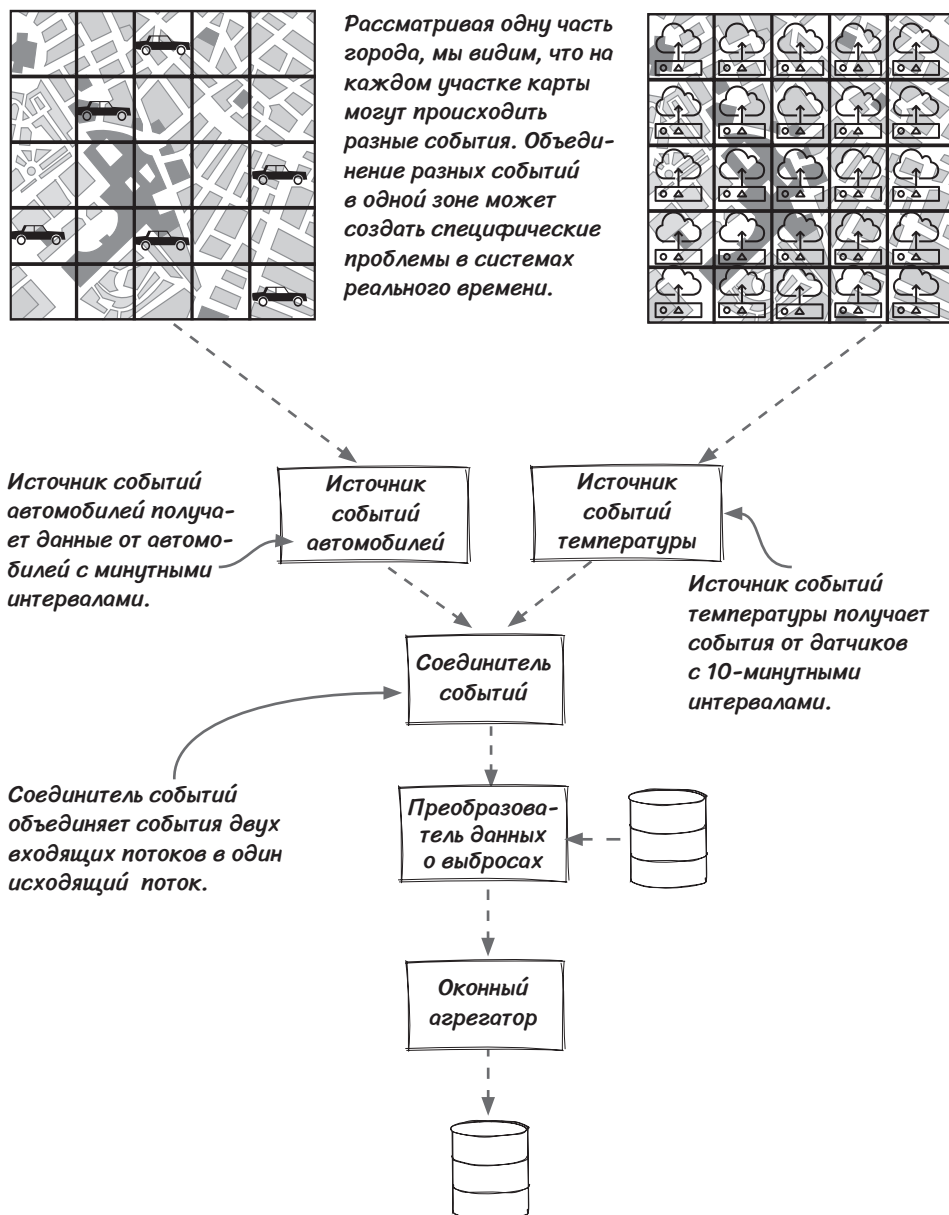 Рассматривая одну часть
города, мы видим, что на
каждом участке карты
могут происходить
разные события. Объеди-
нение разных событий
в одной зоне может
создать специфические
проблемы в системах
реального времени.
Источник событий
автомобилей получа-
ет данные от автомо-
билей с минутными
интервалами.
Источник
событий
автомобилей
Источник
событий
температуры
Источник событий
температуры получает
события от датчиков
с 10-минутными
интервалами.
Соединитель
событий
Соединитель событий
объединяет события двух
входящих потоков в один
исходящий поток.
Преобразова-
тель данных
о выбросах
Оконный
агрегатор